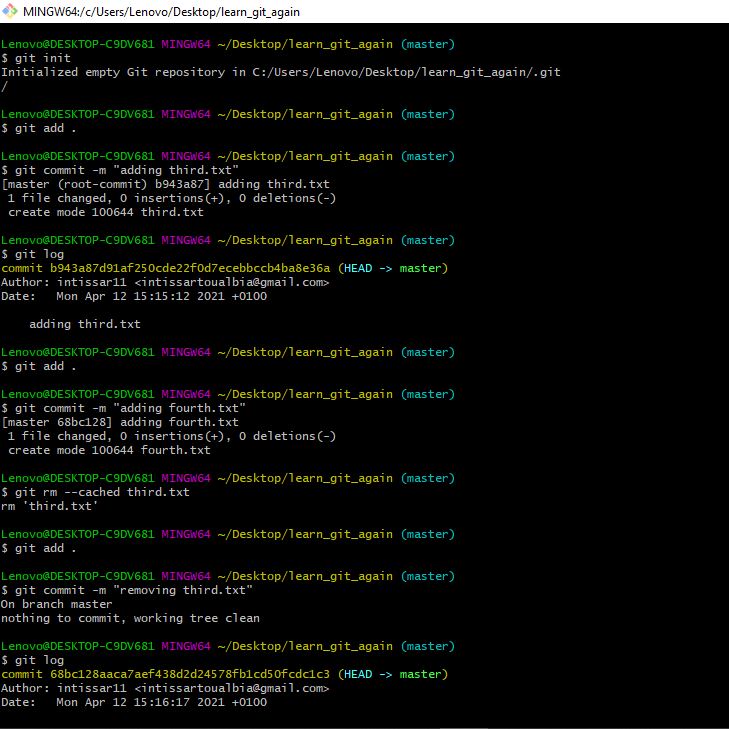 MINGW64:/c/Users/Lenovo/Desktop/learn_git_again
Lenovo@DESKTOP-C9DV681 MINGW64 ~/Desktop/learn_git_again (master)
$ git init
Initialized empty Git repository in C:/Users/Lenovo/Desktop/learn_git_again/.git
/
Lenovo@DESKTOP-C9DV681 MINGW64 ~/Desktop/learn_git_again (master)
$ git add .
Lenovo@DESKTOP-C9DV681 MINGW64 ~/Desktop/learn_git_again (master)
$ git commit -m "adding third.txt"
[master (root-commit) b943a87] adding third.txt
 1 file changed, 0 insertions(+), 0 deletions(-)
 create mode 100644 third.txt
Lenovo@DESKTOP-C9DV681 MINGW64 ~/Desktop/learn_git_again (master)
$ git log
commit b943a87d91af250cde22f0d7ecebbccb4ba8e36a (HEAD -> master)
Author: intissar11 <intissartoualbia@gmail.com>
Date:   Mon Apr 12 15:15:12 2021 +0100
    adding third.txt
Lenovo@DESKTOP-C9DV681 MINGW64 ~/Desktop/learn_git_again (master)
$ git add .
Lenovo@DESKTOP-C9DV681 MINGW64 ~/Desktop/learn_git_again (master)
$ git commit -m "adding fourth.txt"
[master 68bc128] adding fourth.txt
 1 file changed, 0 insertions(+), 0 deletions(-)
 create mode 100644 fourth.txt
Lenovo@DESKTOP-C9DV681 MINGW64 ~/Desktop/learn_git_again (master)
$ git rm --cached third.txt
rm 'third.txt'
Lenovo@DESKTOP-C9DV681 MINGW64 ~/Desktop/learn_git_again (master)
$ git add .
Lenovo@DESKTOP-C9DV681 MINGW64 ~/Desktop/learn_git_again (master)
$ git commit -m "removing third.txt"
On branch master
nothing to commit, working tree clean
Lenovo@DESKTOP-C9DV681 MINGW64 ~/Desktop/learn_git_again (master)
$ git log
commit 68bc128aaca7aef438d2d24578fb1cd50fcdc1c3 (HEAD -> master)
Author: intissar11 <intissartoualbia@gmail.com>
Date:   Mon Apr 12 15:16:17 2021 +0100